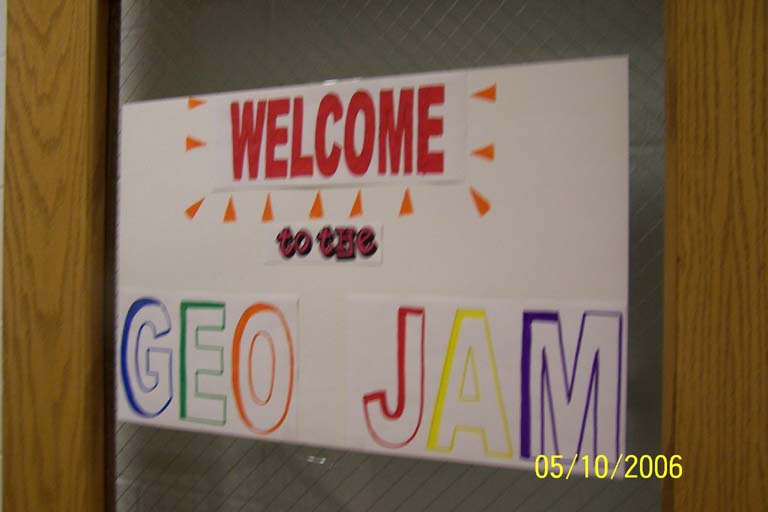 WELCOME
to tHe
GEO JAM
05/10/2006